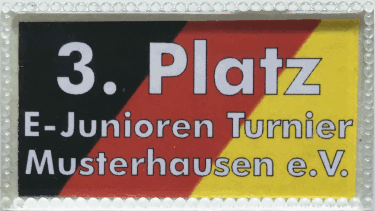 3. Platz
E-Junioren Turnier
Musterhausen e.V.